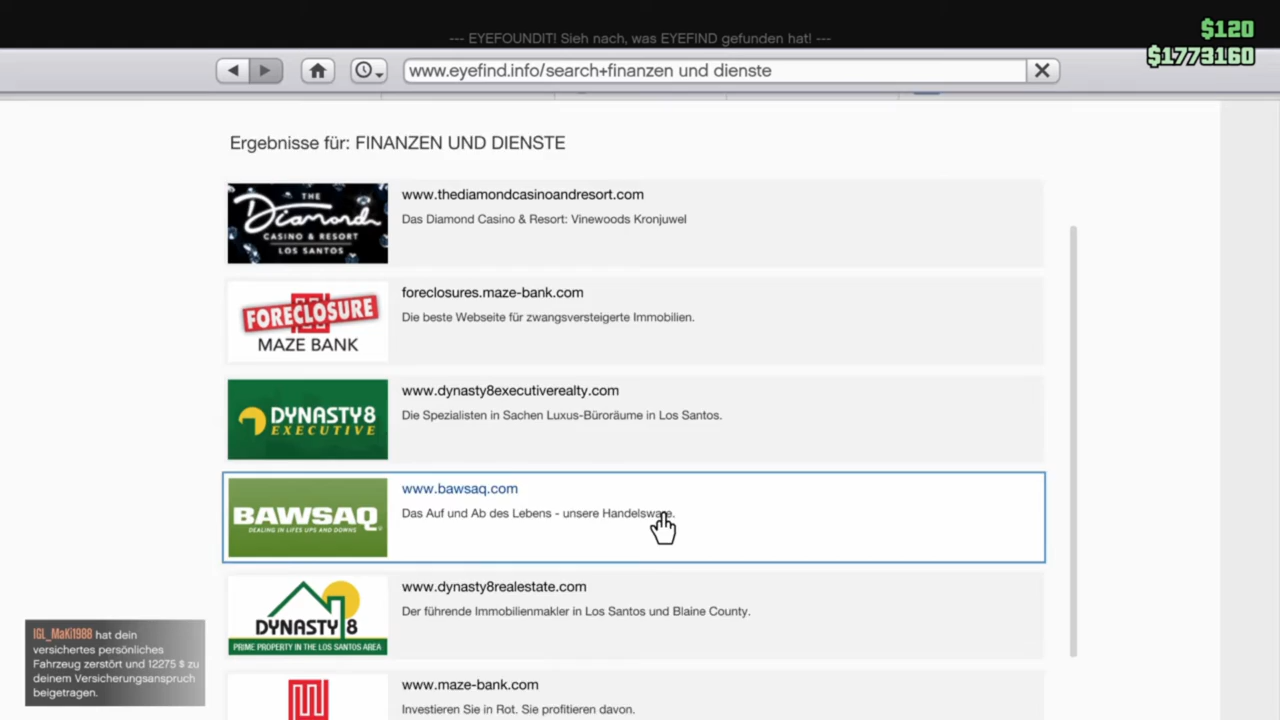 --- EYEFOUNDIT! Sieh nach, was EYEFIND gefunden hat! ---
$120
$1773160
www.eyefind.info/search+finanzen und dienste
Ergebnisse für: FINANZEN UND DIENSTE
THE
Diamond
CASINO & RESORT
LOS SANTOS
www.thediamondcasinoandresort.com
Das Diamond Casino & Resort: Vinewoods Kronjuwel
FORECLOSURE
MAZE BANK
foreclosures.maze-bank.com
Die beste Webseite für zwangsversteigerte Immobilien.
DYNASTY8
EXECUTIVE
www.dynasty8executiverealty.com
Die Spezialisten in Sachen Luxus-Büroräume in Los Santos.
BAWSAQ
DEALING IN LIFES UPS AND DOWNS
www.bawsaq.com
Das Auf und Ab des Lebens - unsere Handelsware.
DYNASTY 8
PRIME PROPERTY IN THE LOS SANTOS AREA
www.dynasty8realestate.com
Der führende Immobilienmakler in Los Santos und Blaine County.
www.maze-bank.com
Investieren Sie in Rot. Sie profitieren davon.
IGL_MaKi1988 hat dein
versichertes persönliches
Fahrzeug zerstört und 12275 $ zu
deinem Versicherungsanspruch
beigetragen.